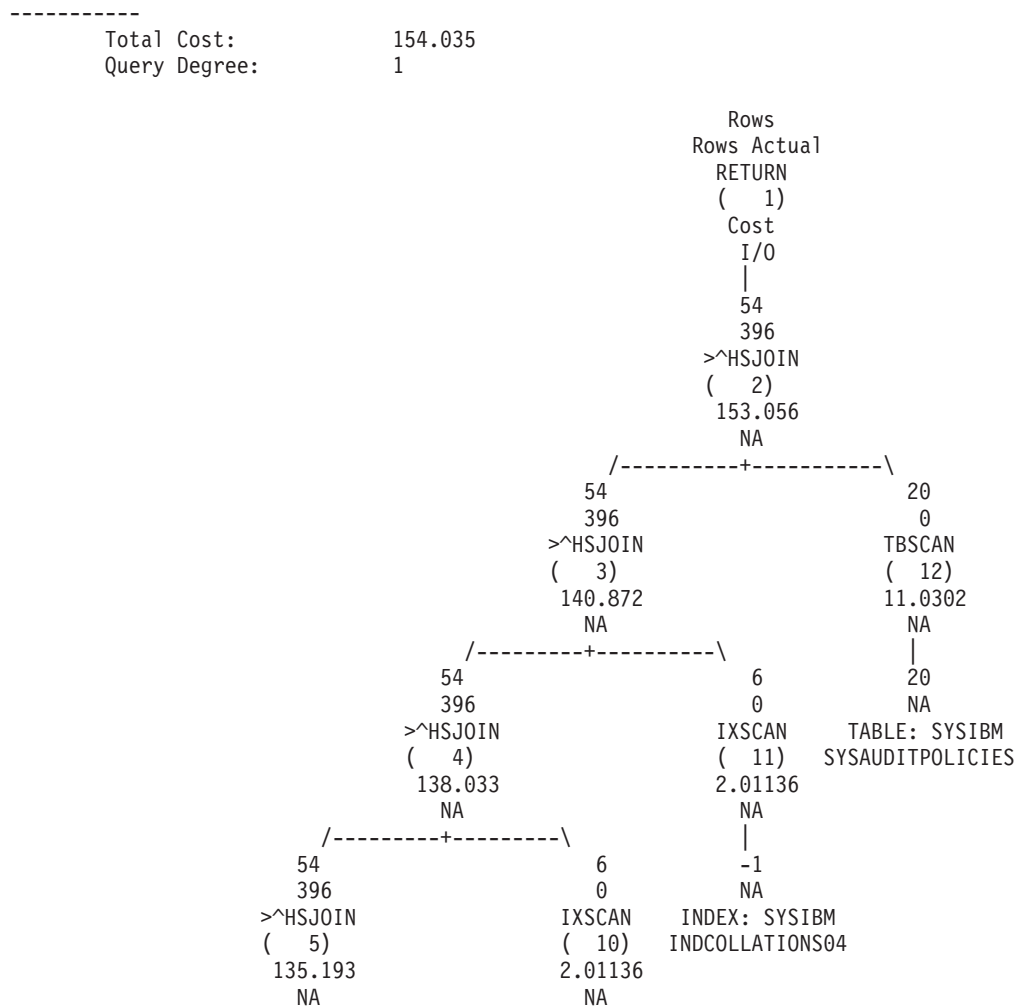 -----------
Total Cost: 154.035
Query Degree: 1
Rows
Rows Actual
RETURN
( 1)
Cost
I/O
|
54
396
>^HSJOIN
( 2)
153.056
NA
/----------+-----------\
54 20
396 0
>^HSJOIN TBSCAN
( 3) ( 12)
140.872 11.0302
NA NA
/---------+----------\ |
54 6 20
396 0 NA
>^HSJOIN IXSCAN TABLE: SYSIBM
( 4) ( 11) SYSAUDITPOLICIES
138.033 2.01136
NA NA
/---------+---------\ |
54 6 -1
396 0 NA
>^HSJOIN IXSCAN INDEX: SYSIBM
( 5) ( 10) INDCOLLATIONS04
135.193 2.01136
NA NA